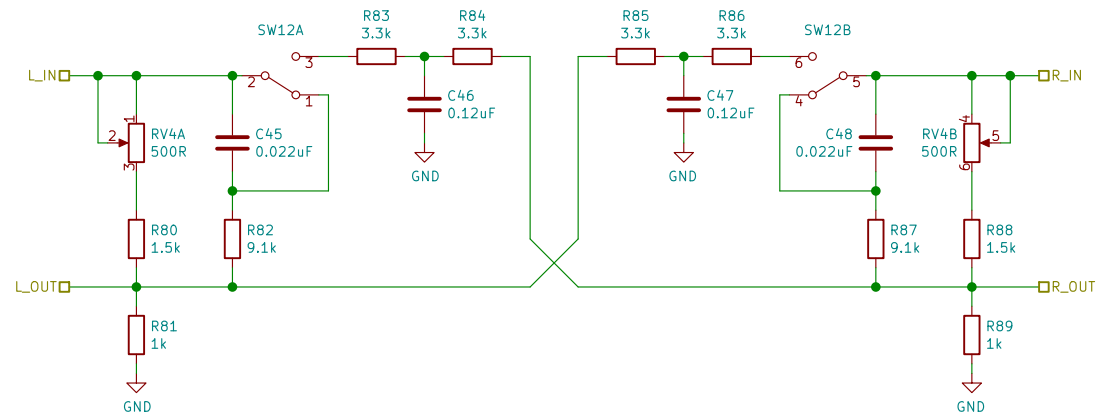 R83
3.3k
R84
3.3k
R85
3.3k
R86
3.3k
SW12A
SW12B
3
6
L_IN
2
1
4
5
R_IN
C46
0.12uF
C47
0.12uF
1
2
3
RV4A
500R
C45
0.022uF
C48
0.022uF
4
5
6
RV4B
500R
GND
GND
R80
1.5k
R82
9.1k
R87
9.1k
R88
1.5k
L_OUT
R_OUT
R81
1k
R89
1k
GND
GND